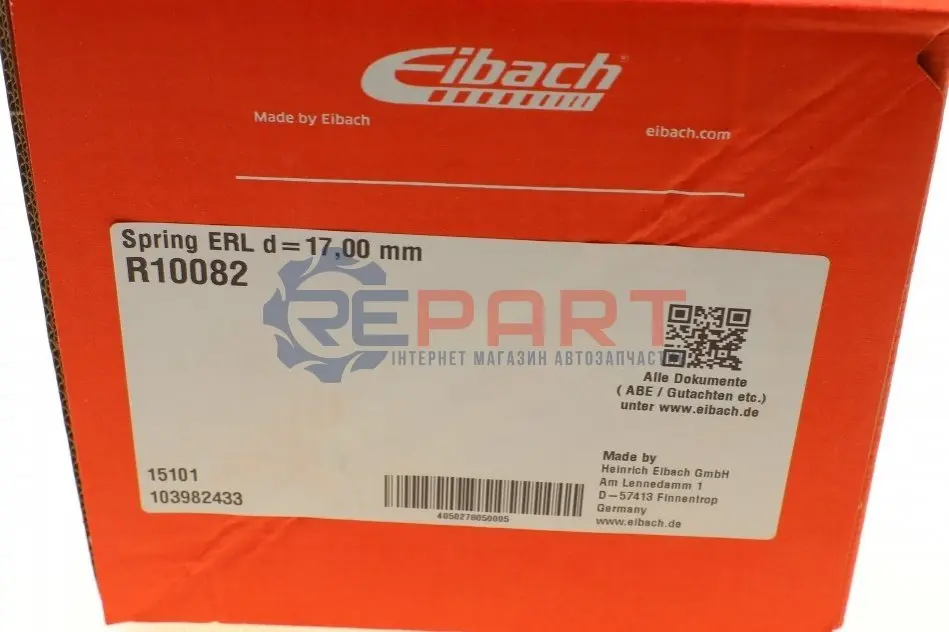 Eibach®
Made by Eibach
eibach.com
Spring ERL d=17,00 mm
R10082
REPART
ІНТЕРНЕТ МАГАЗИН АВТОЗАПЧАСТ
Alle Dokumente
( ABE / Gutachten etc.)
unter www.eibach.de
15101
103982433
4050278050005
Made by
Heinrich Eibach GmbH
Am Lennedamm 1
D–57413 Finnentrop
Germany
www.eibach.de